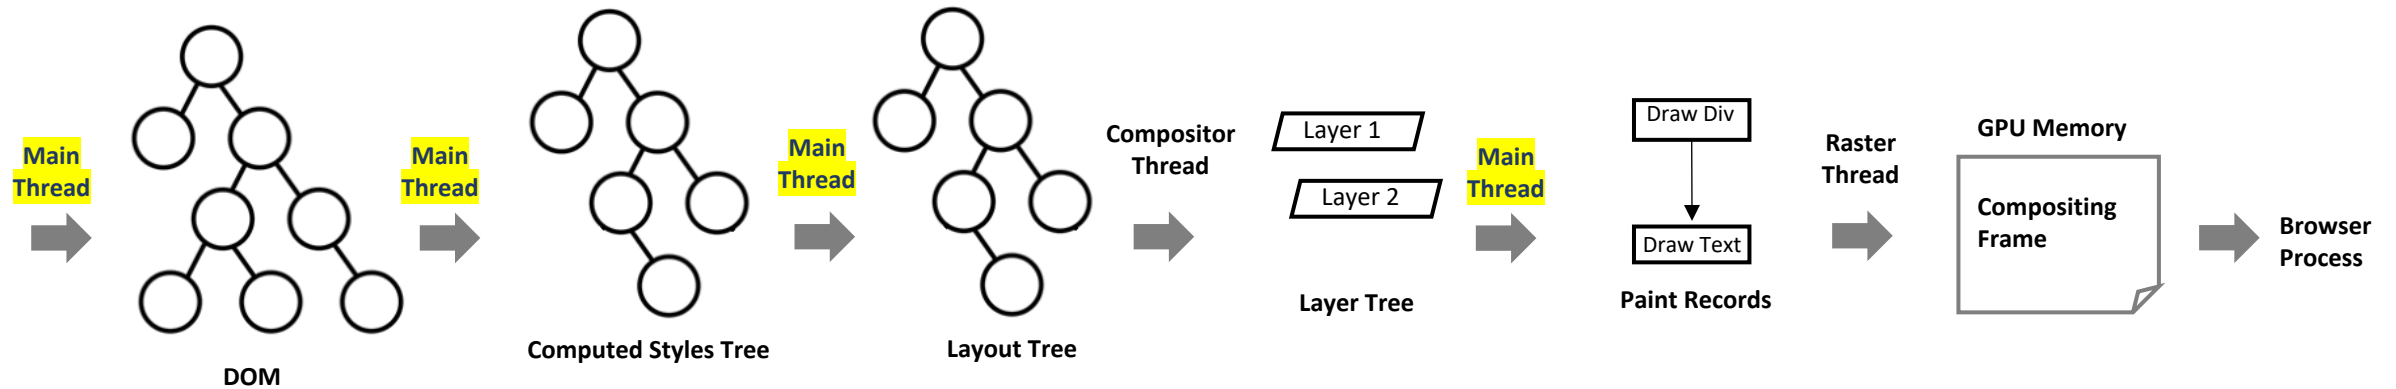 Main
Thread
DOM
Main
Thread
Computed Styles Tree
Main
Thread
Layout Tree
Compositor
Thread
Layer 1
Layer 2
Layer Tree
Main
Thread
Draw Div
Draw Text
Paint Records
Raster
Thread
GPU Memory
Compositing
Frame
Browser
Process